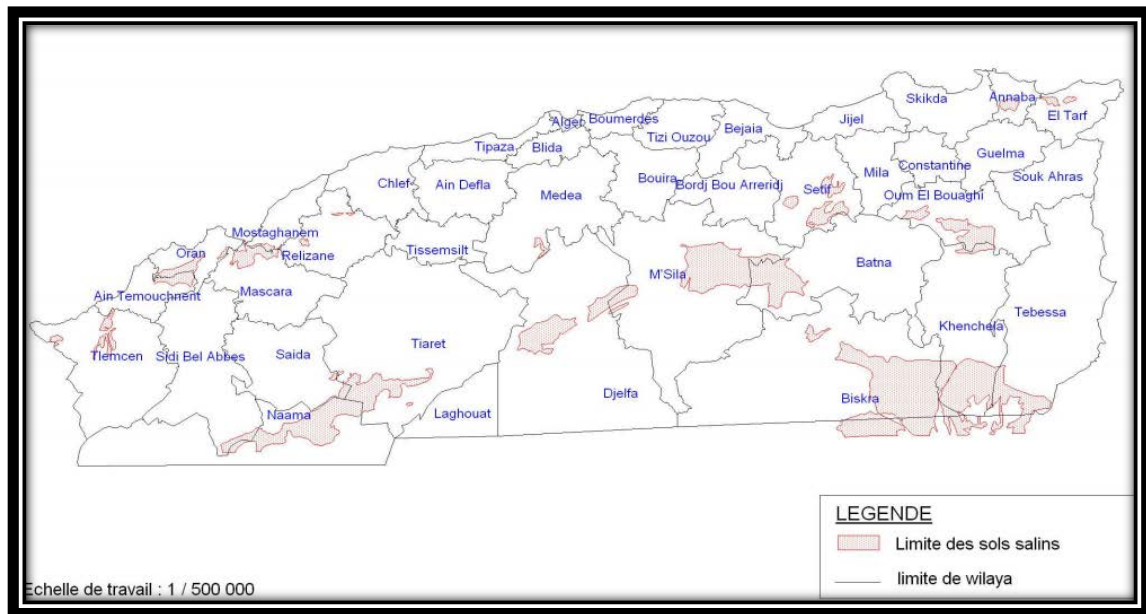 Skikda
Annaba
El Tarf
Jijel
Alger
Boumerdes
Tizi Ouzou
Bejaia
Tipaza
Blida
Mila
Constantine
Guelma
Souk Ahras
Chlef
Ain Defla
Medea
Bouira
Bordj Bou Arreridj
Setif
Oum El Bouaghi
Mostaghanem
Oran
Relizane
Tissemsilt
M'Sila
Batna
Ain Temouchnent
Mascara
Khenchela
Tebessa
Tlemcen
Sidi Bel Abbes
Saida
Tiaret
Naama
Laghouat
Djelfa
Biskra
LEGENDE
Limite des sols salins
limite de wilaya
Echelle de travail : 1 / 500 000